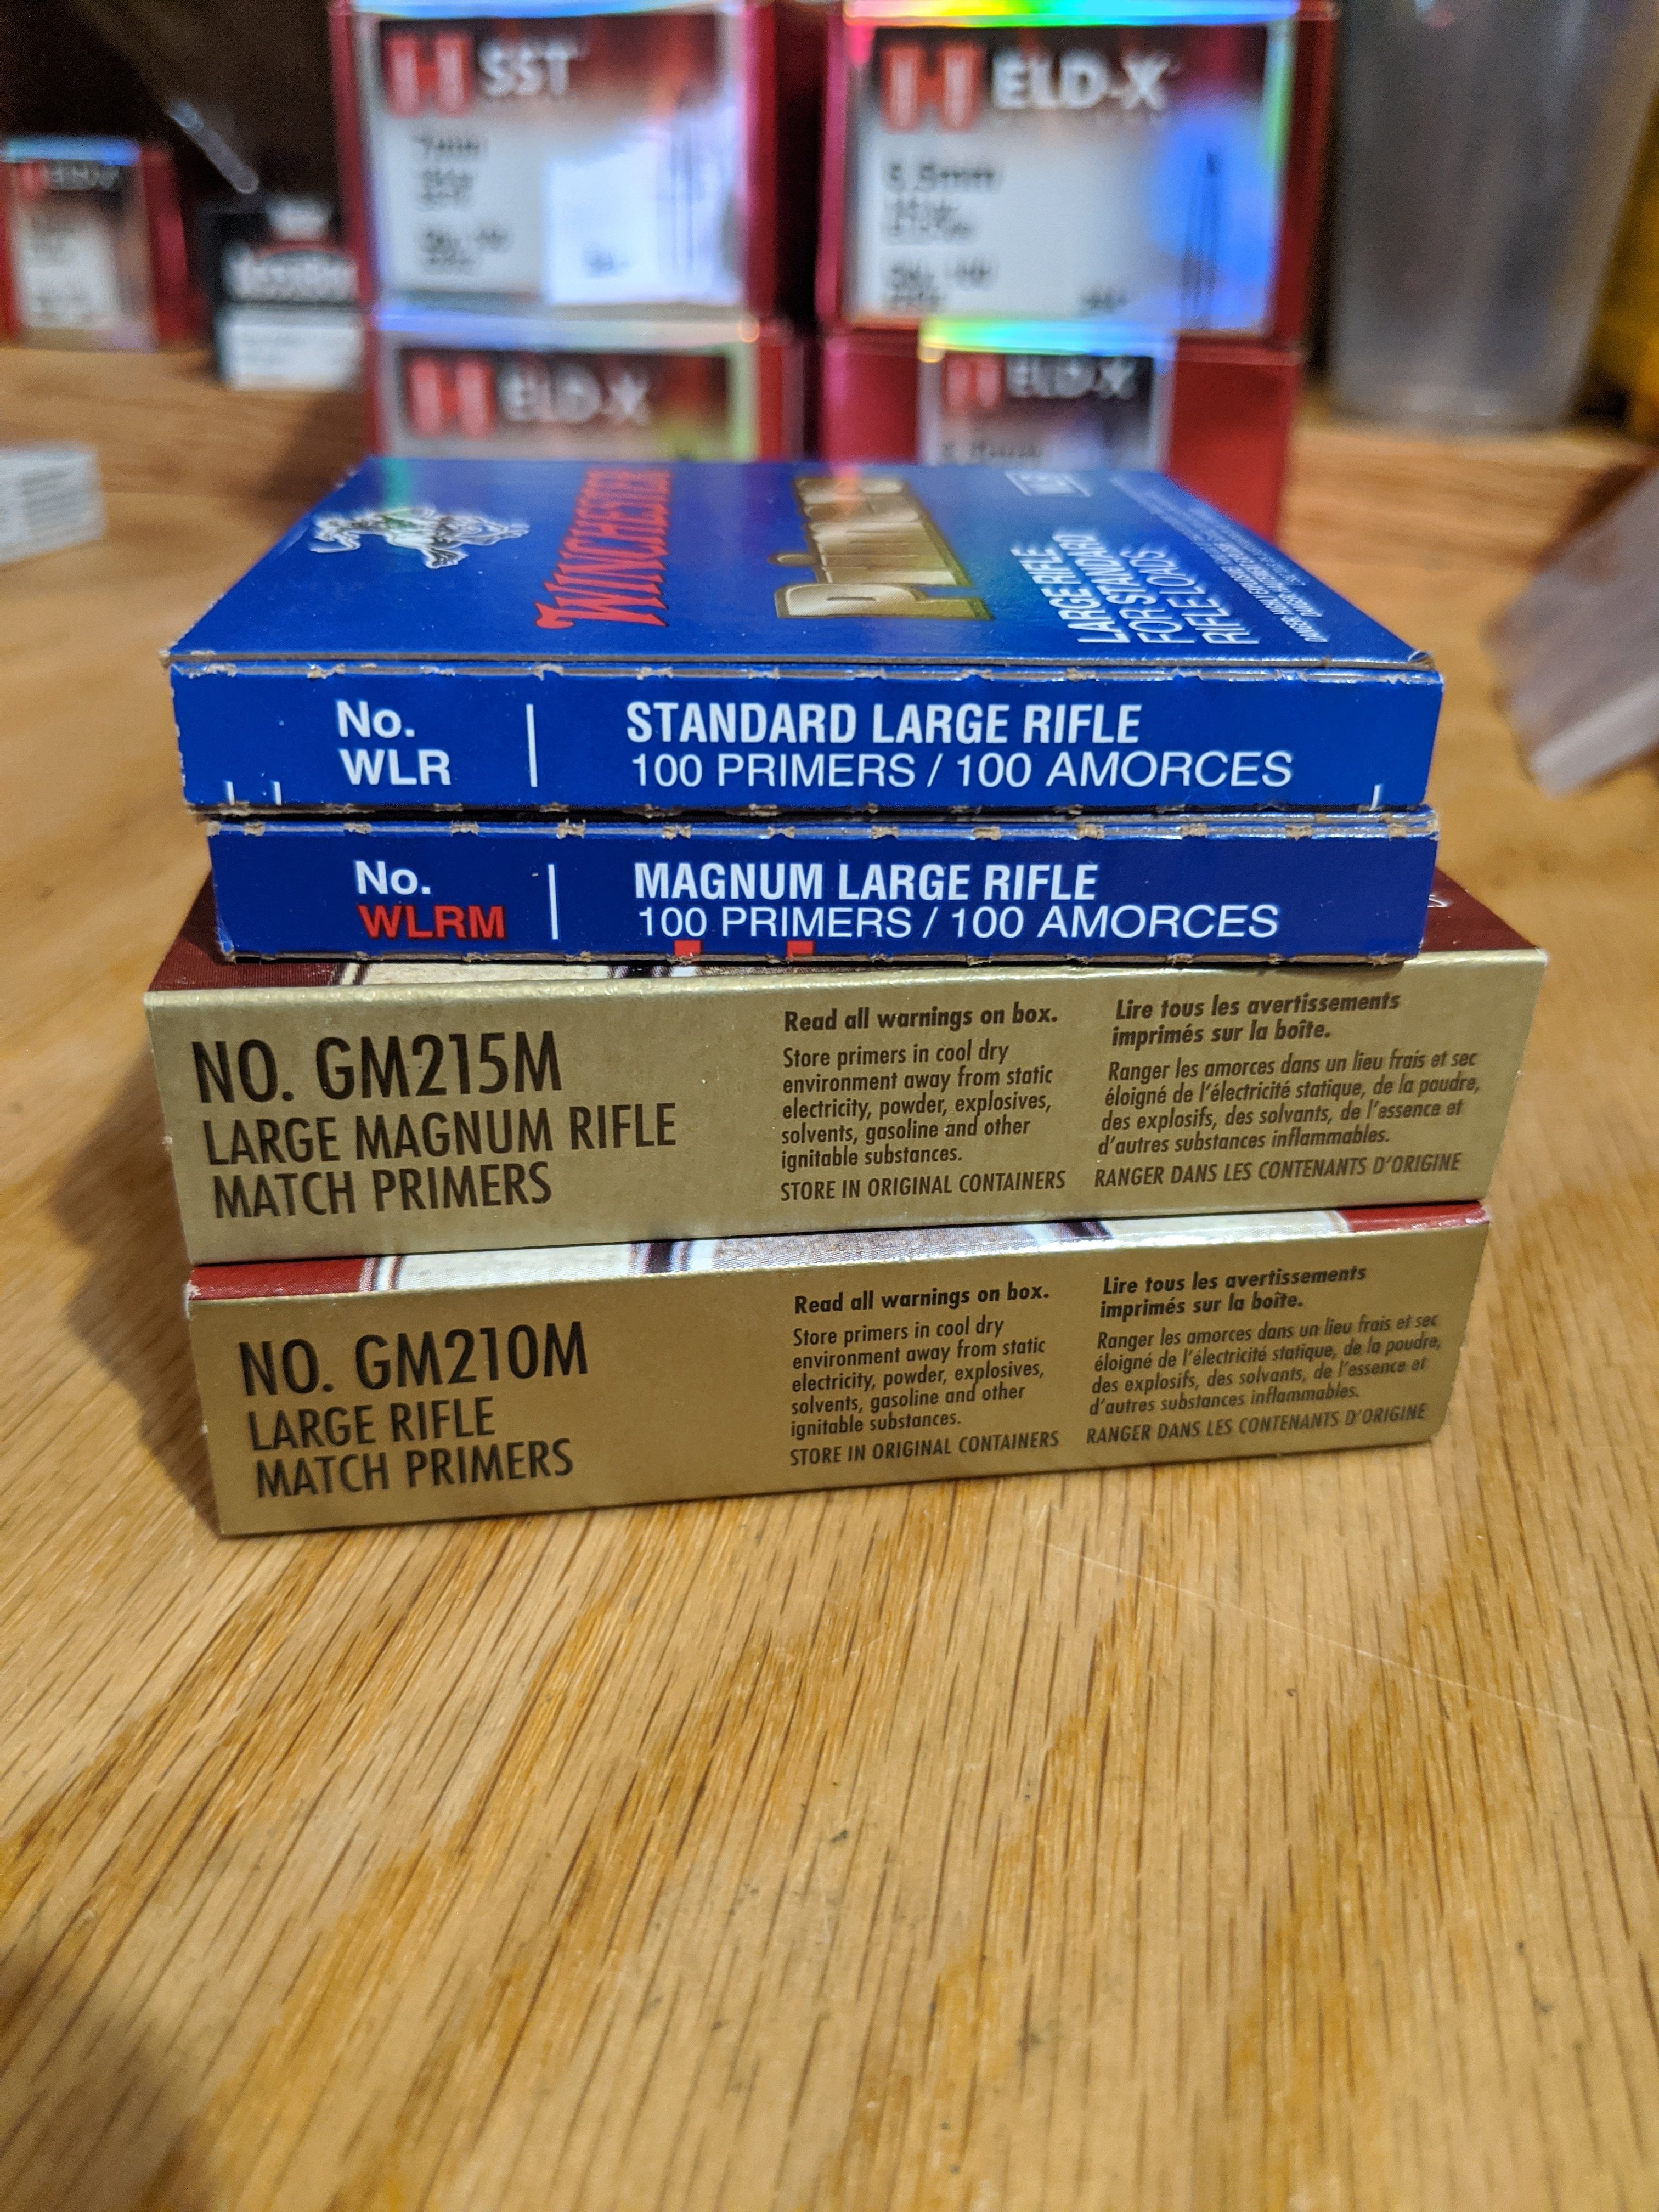 SST
7mm
ELD-X
6.5mm
ELD-X
ELD-X
WINCHESTER
Primers
LARGE RIFLE
FOR STANDARD
RIFLE LOADS
No.
WLR
STANDARD LARGE RIFLE
100 PRIMERS / 100 AMORCES
No.
WLRM
MAGNUM LARGE RIFLE
100 PRIMERS / 100 AMORCES
NO. GM215M
LARGE MAGNUM RIFLE
MATCH PRIMERS
Read all warnings on box.
Store primers in cool dry
environment away from static
electricity, powder, explosives,
solvents, gasoline and other
ignitable substances.
STORE IN ORIGINAL CONTAINERS
Lire tous les avertissements
imprimés sur la boîte.
Ranger les amorces dans un lieu frais et sec
éloigné de l'électricité statique, de la poudre,
des explosifs, des solvants, de l'essence et
d'autres substances inflammables.
RANGER DANS LES CONTENANTS D'ORIGINE
NO. GM210M
LARGE RIFLE
MATCH PRIMERS
Read all warnings on box.
Store primers in cool dry
environment away from static
electricity, powder, explosives,
solvents, gasoline and other
ignitable substances.
STORE IN ORIGINAL CONTAINERS
Lire tous les avertissements
imprimés sur la boîte.
Ranger les amorces dans un lieu frais et sec
éloigné de l'électricité statique, de la poudre,
des explosifs, des solvants, de l'essence et
d'autres substances inflammables.
RANGER DANS LES CONTENANTS D'ORIGINE